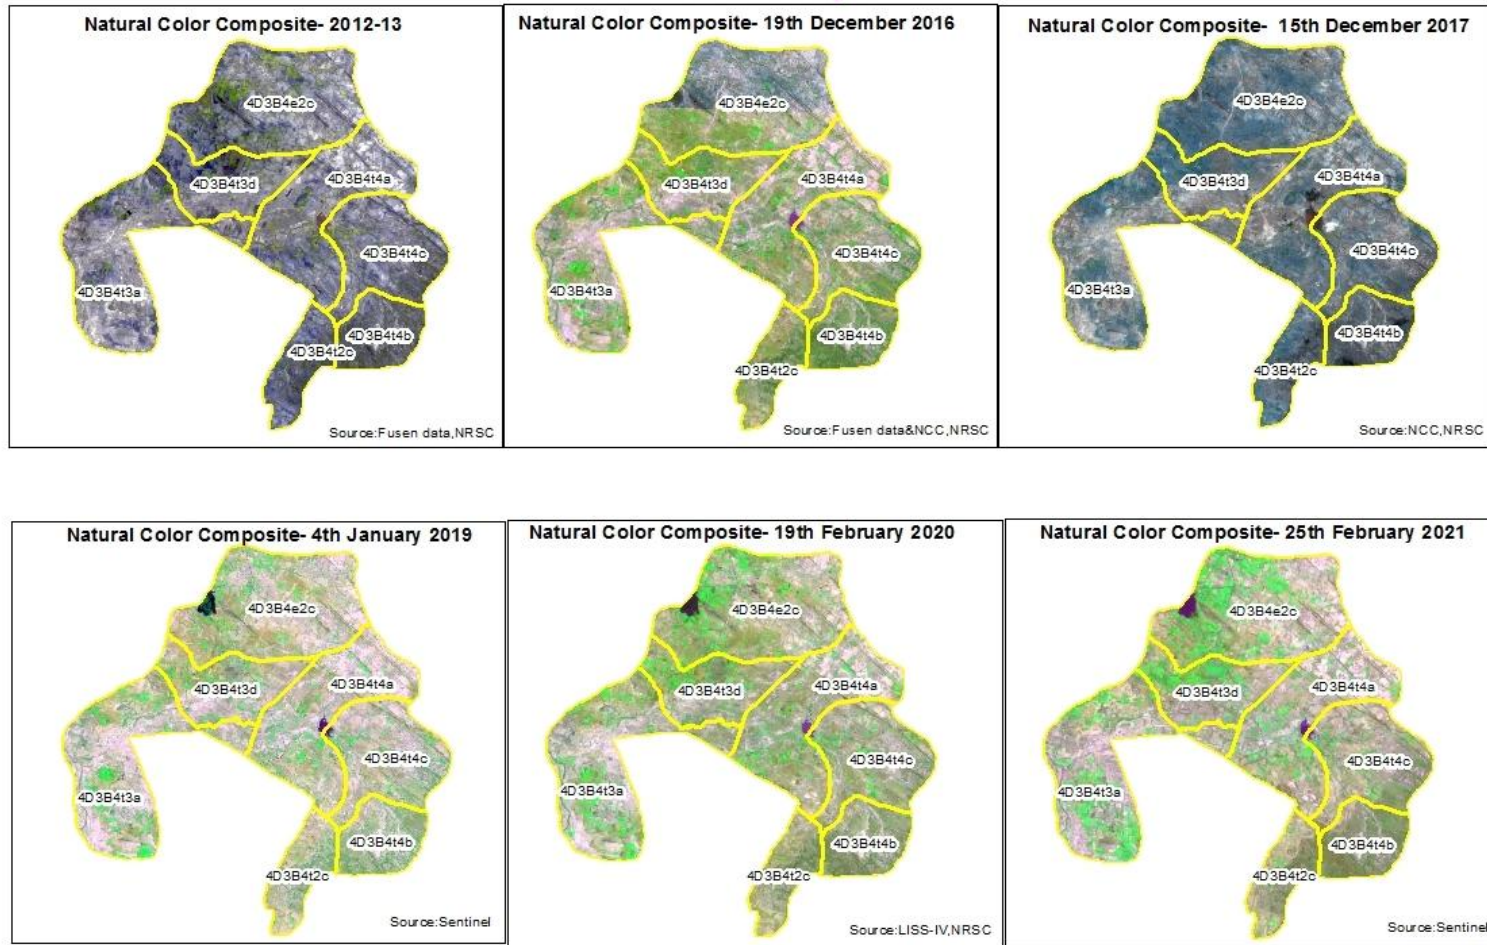 Natural Color Composite- 2012-13
4D3B4e2c
4D3B4t4a
4D3B4t3d
4D3B4t4c
4D3B4t3a
4D3B4t4b
4D3B4t2c
Source:Fusen data,NRSC
Natural Color Composite- 19th December 2016
4D3B4e2c
4D3B4t4a
4D3B4t3d
4D3B4t4c
4D3B4t3a
4D3B4t4b
4D3B4t2c
Source:Fusen data&NCC,NRSC
Natural Color Composite- 15th December 2017
4D3B4e2c
4D3B4t4a
4D3B4t3d
4D3B4t4c
4D3B4t3a
4D3B4t4b
4D3B4t2c
Source:NCC,NRSC
Natural Color Composite- 4th January 2019
4D3B4e2c
4D3B4t4a
4D3B4t3d
4D3B4t4c
4D3B4t3a
4D3B4t4b
4D3B4t2c
Source:Sentinel
Natural Color Composite- 19th February 2020
4D3B4e2c
4D3B4t4a
4D3B4t3d
4D3B4t4c
4D3B4t3a
4D3B4t4b
4D3B4t2c
Source:LISS-IV,NRSC
Natural Color Composite- 25th February 2021
4D3B4e2c
4D3B4t4a
4D3B4t3d
4D3B4t4c
4D3B4t3a
4D3B4t4b
4D3B4t2c
Source:Sentinel